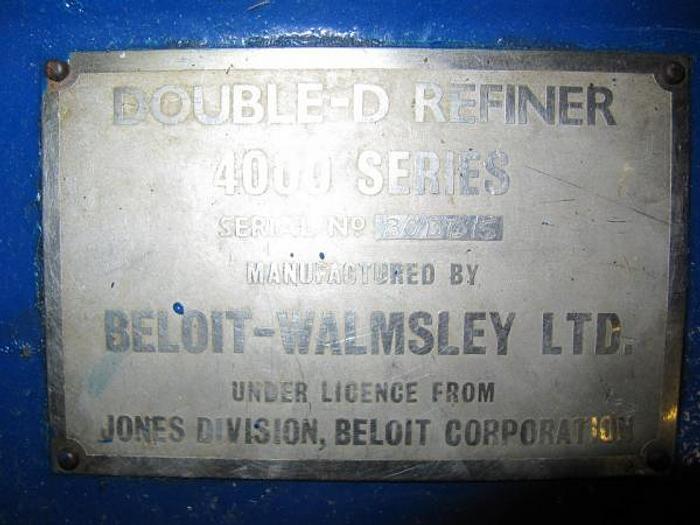 DOUBLE-D REFINER
4000 SERIES
SERIAL Nº
MANUFACTURED BY
BELOIT-WALMSLEY LTD.
UNDER LICENCE FROM
JONES DIVISION, BELOIT CORPORATION